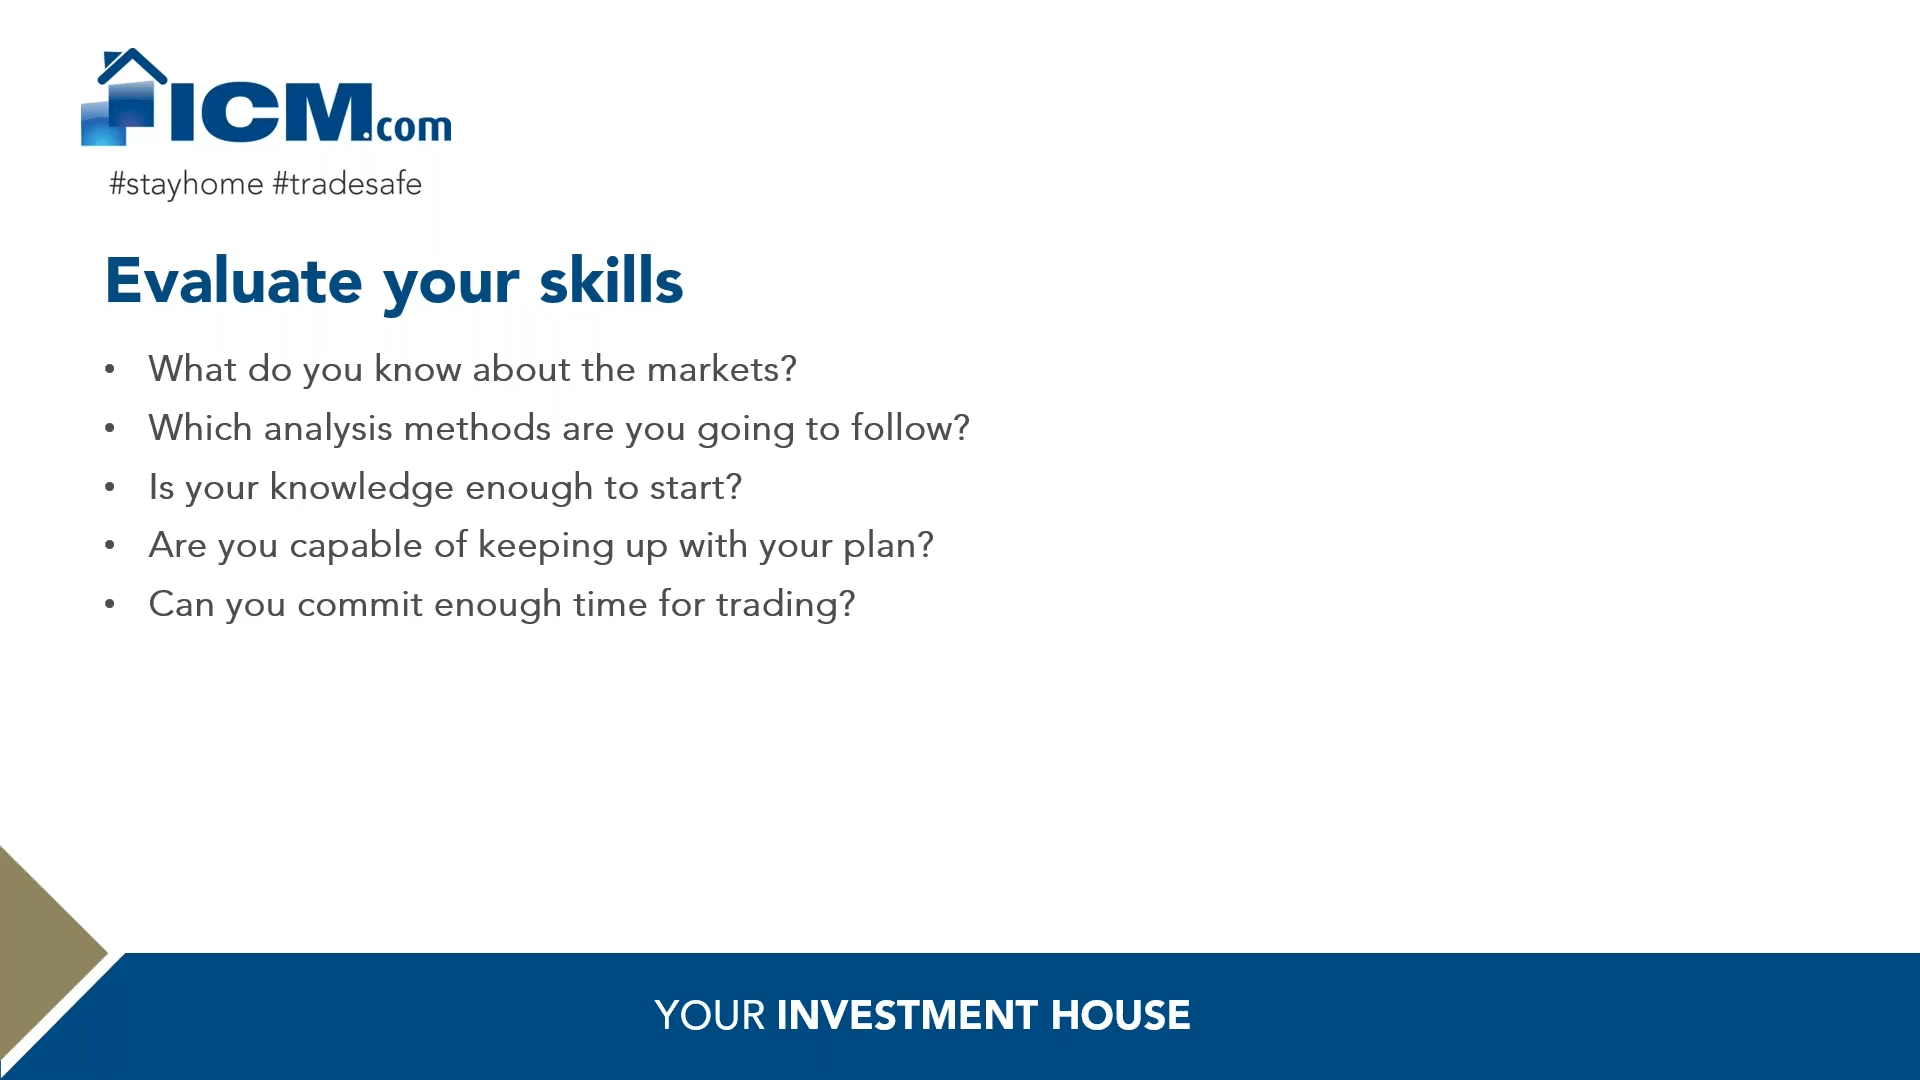 ICM.com
#stayhome #tradesafe
Evaluate your skills
• What do you know about the markets?
• Which analysis methods are you going to follow?
• Is your knowledge enough to start?
• Are you capable of keeping up with your plan?
• Can you commit enough time for trading?
YOUR INVESTMENT HOUSE